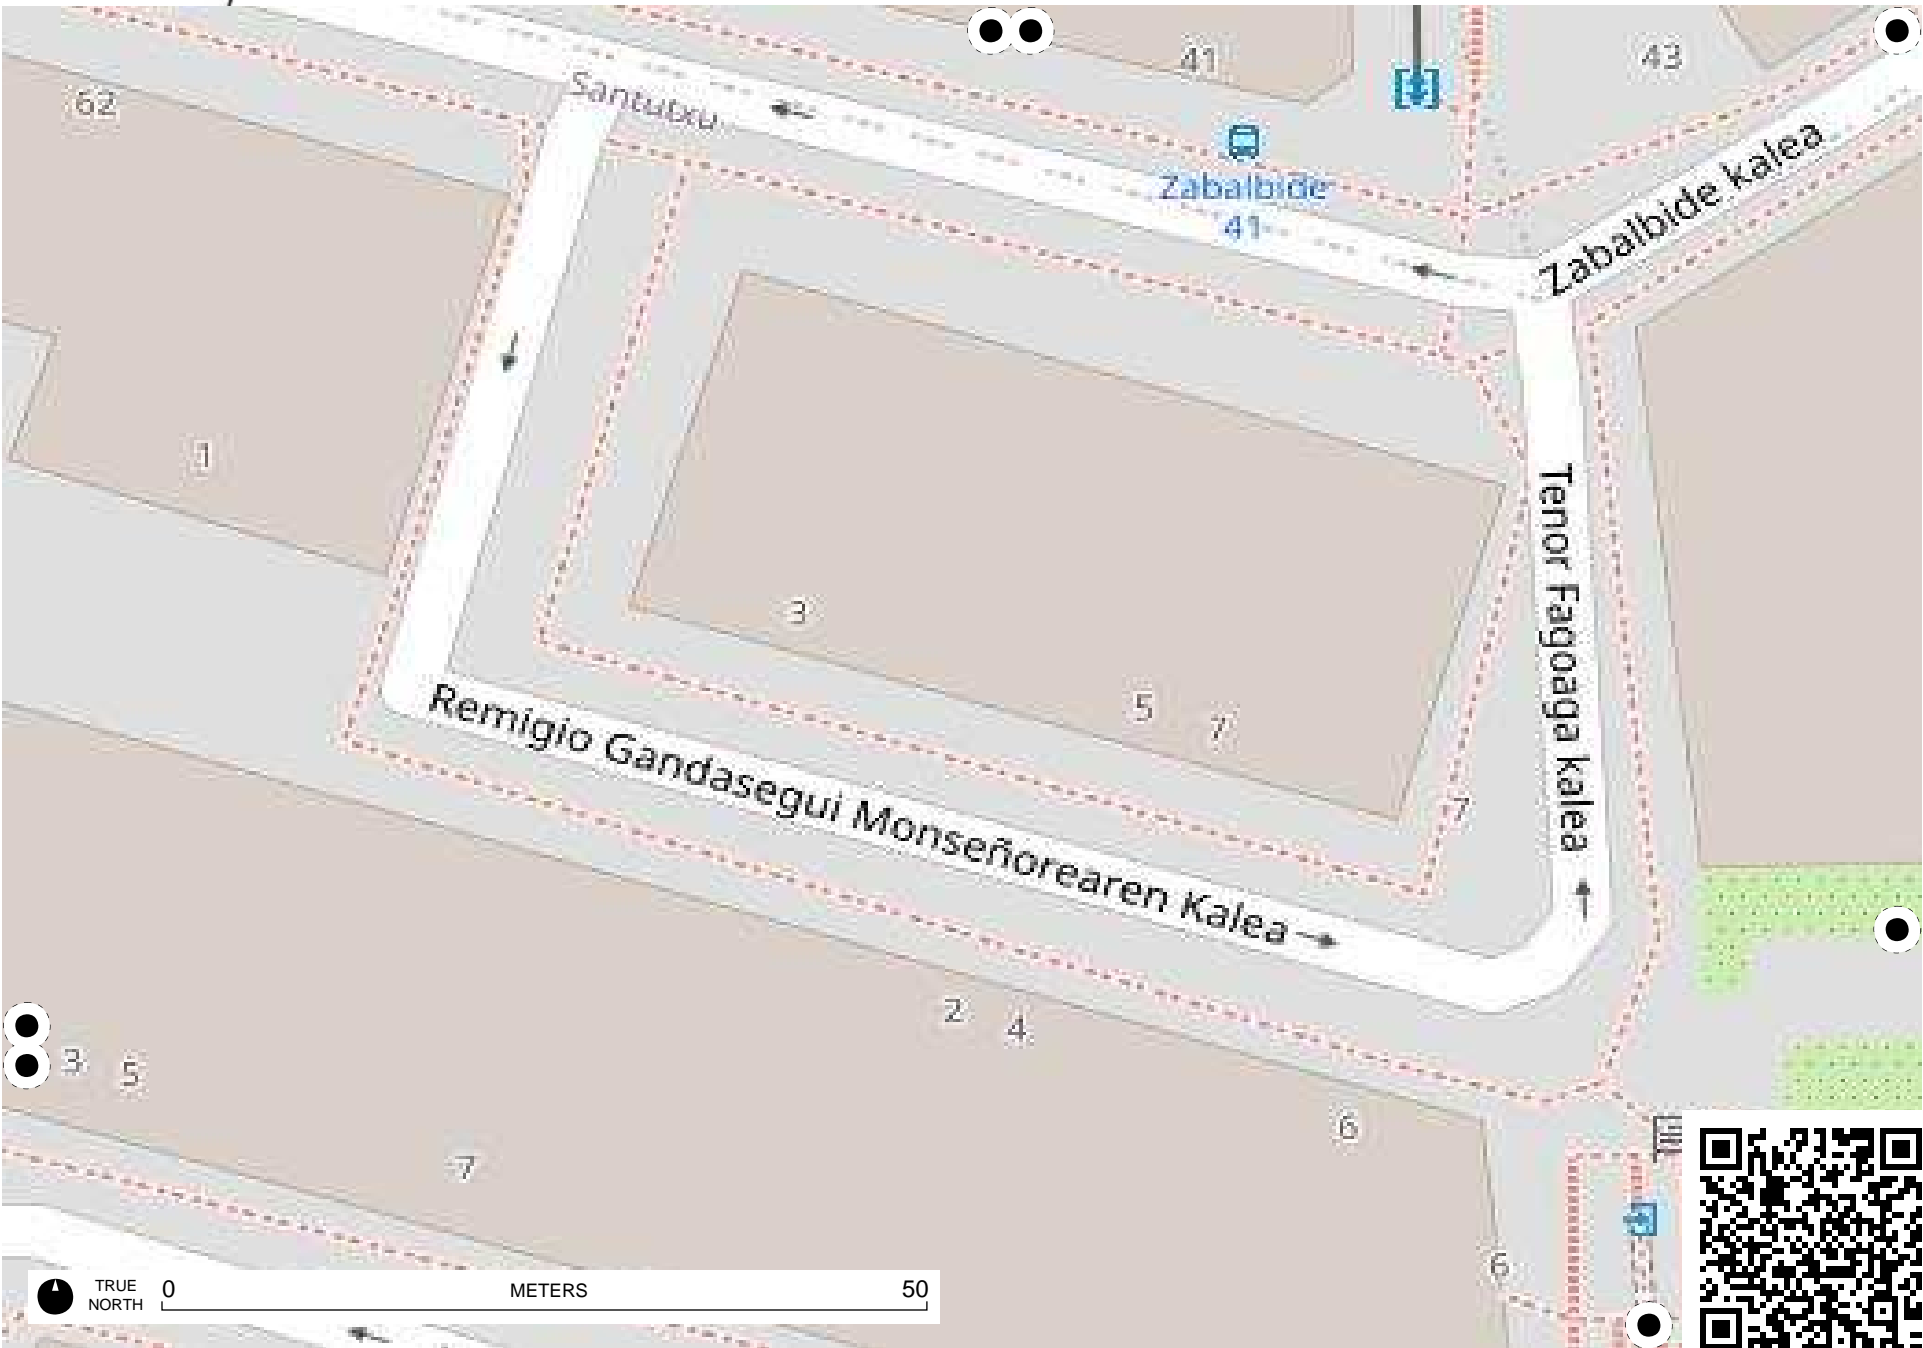 41
43
62
Santutxu
Zabalbide
41
Zabalbide kalea
1
Tenor Fagoaga kalea
3
5
7
7
Remigio Gandasegui Monseñorearen Kalea
2
4
3
5
6
7
6
TRUE
NORTH
0
METERS
50